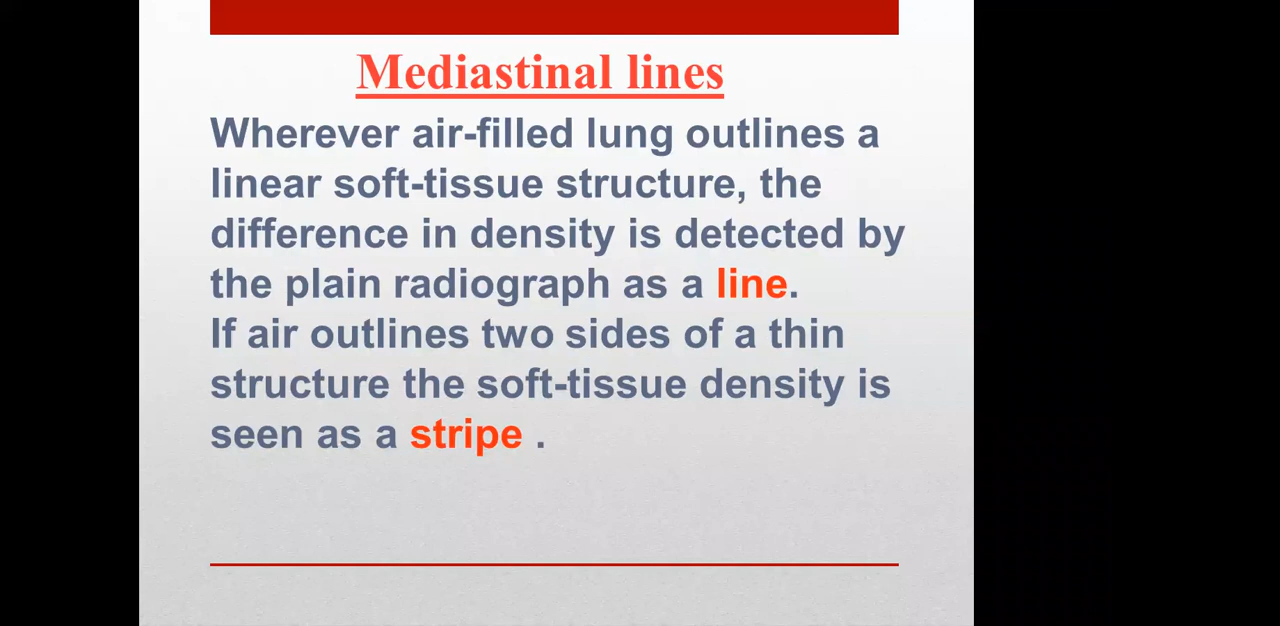 Mediastinal lines
Wherever air-filled lung outlines a
linear soft-tissue structure, the
difference in density is detected by
the plain radiograph as a line.
If air outlines two sides of a thin
structure the soft-tissue density is
seen as a stripe .